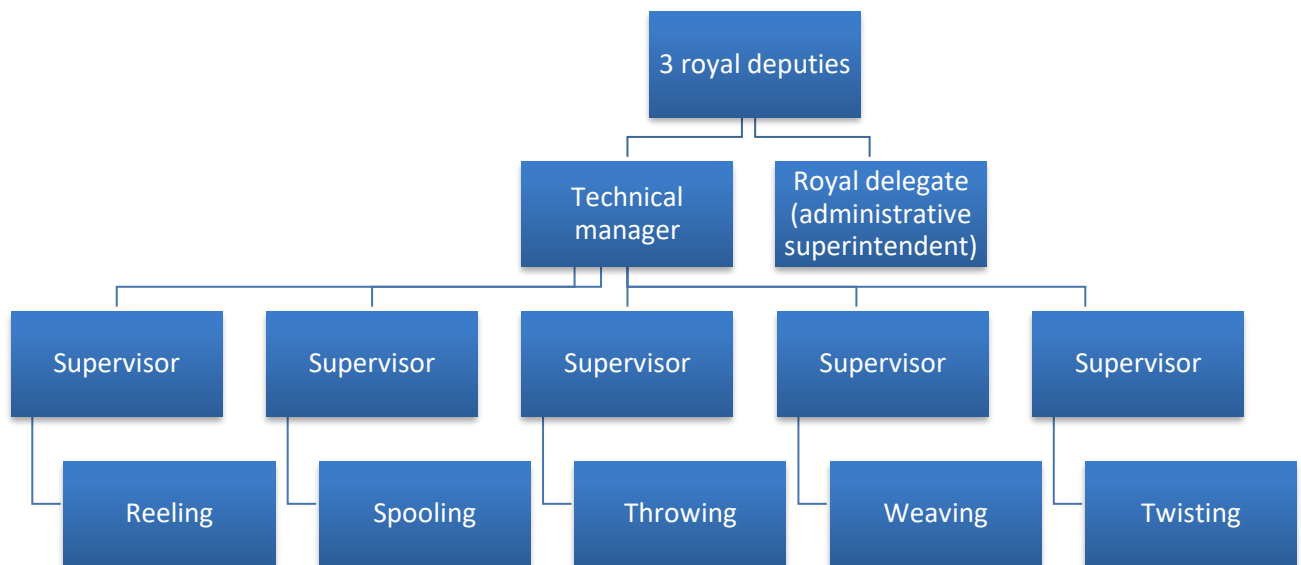 3 royal deputies
Technical
manager
Royal delegate
(administrative
superintendent)
Supervisor
Supervisor
Supervisor
Supervisor
Supervisor
Reeling
Spooling
Throwing
Weaving
Twisting